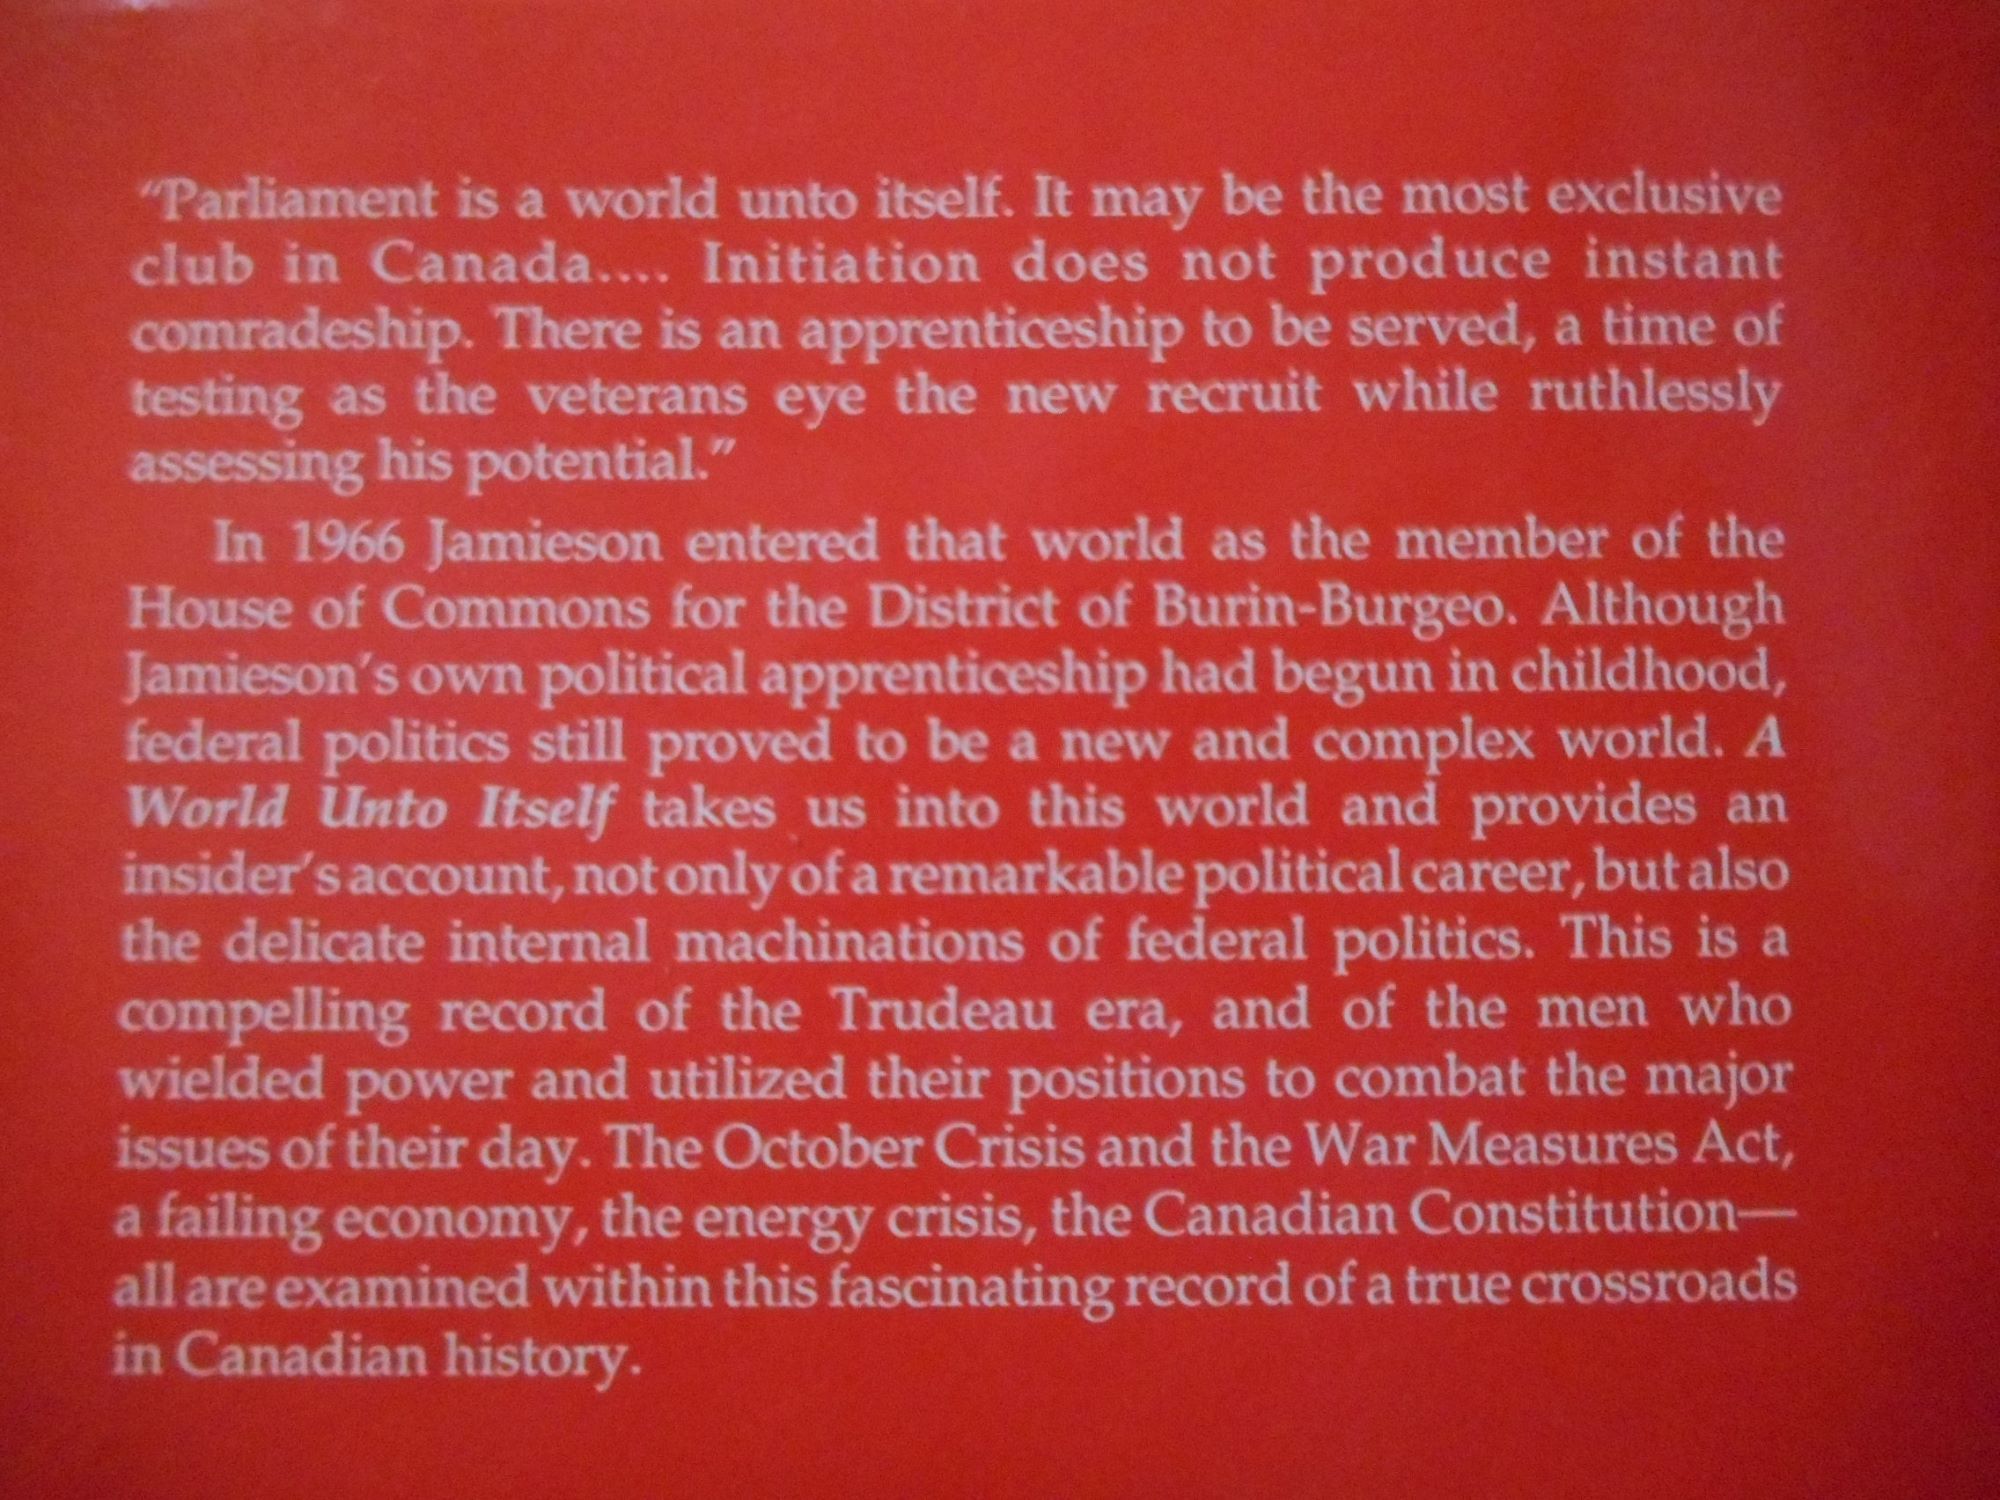 “Parliament is a world unto itself. It may be the most exclusive
club in Canada.... Initiation does not produce instant
comradeship. There is an apprenticeship to be served, a time of
testing as the veterans eye the new recruit while ruthlessly
assessing his potential.”
In 1966 Jamieson entered that world as the member of the
House of Commons for the District of Burin-Burgeo. Although
Jamieson’s own political apprenticeship had begun in childhood,
federal politics still proved to be a new and complex world. A
World Unto Itself takes us into this world and provides an
insider’s account, not only of a remarkable political career, but also
the delicate internal machinations of federal politics. This is a
compelling record of the Trudeau era, and of the men who
wielded power and utilized their positions to combat the major
issues of their day. The October Crisis and the War Measures Act,
a failing economy, the energy crisis, the Canadian Constitution—
all are examined within this fascinating record of a true crossroads
in Canadian history.